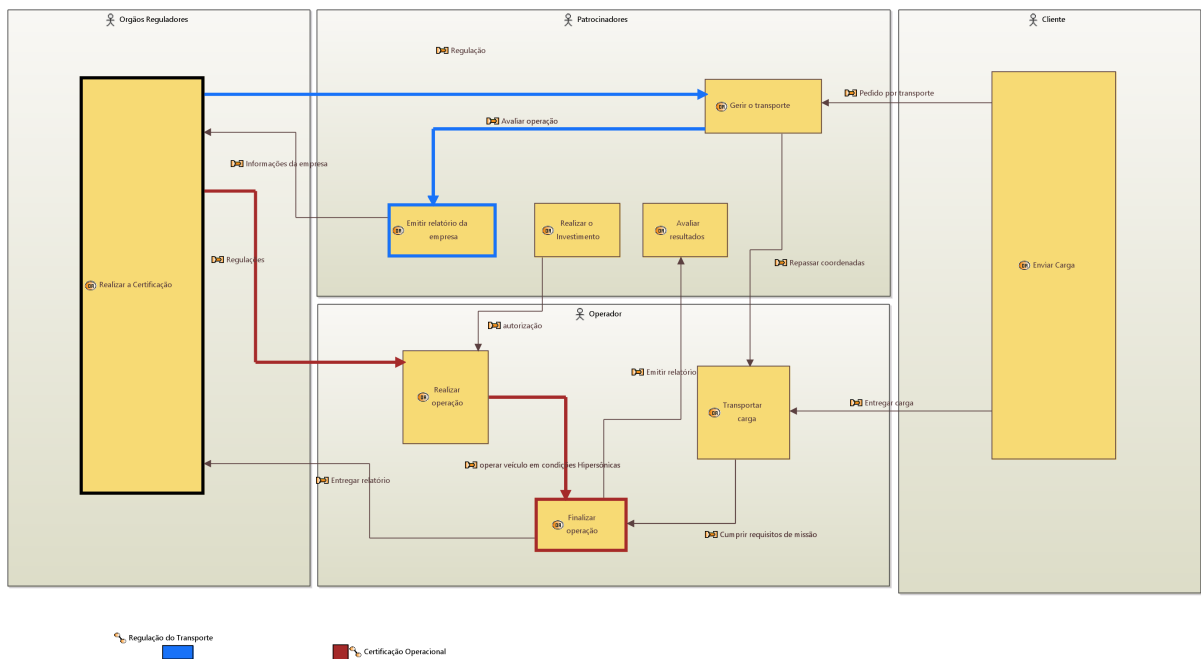 Orgãos Reguladores
Patrocinadores
Cliente
Regulação
Pedido por transporte
Gerir o transporte
Avaliar operação
Informações da empresa
Emitir relatório da
empresa
Realizar o
Investimento
Avaliar
resultados
Regulações
Repassar coordenadas
Enviar Carga
Realizar a Certificação
Operador
autorização
Emitir relatório
Realizar
operação
Transportar
carga
Entregar carga
operar veículo em condições Hipersônicas
Entregar relatório
Finalizar
operação
Cumprir requisitos de missão
Regulação do Transporte
Certificação Operacional